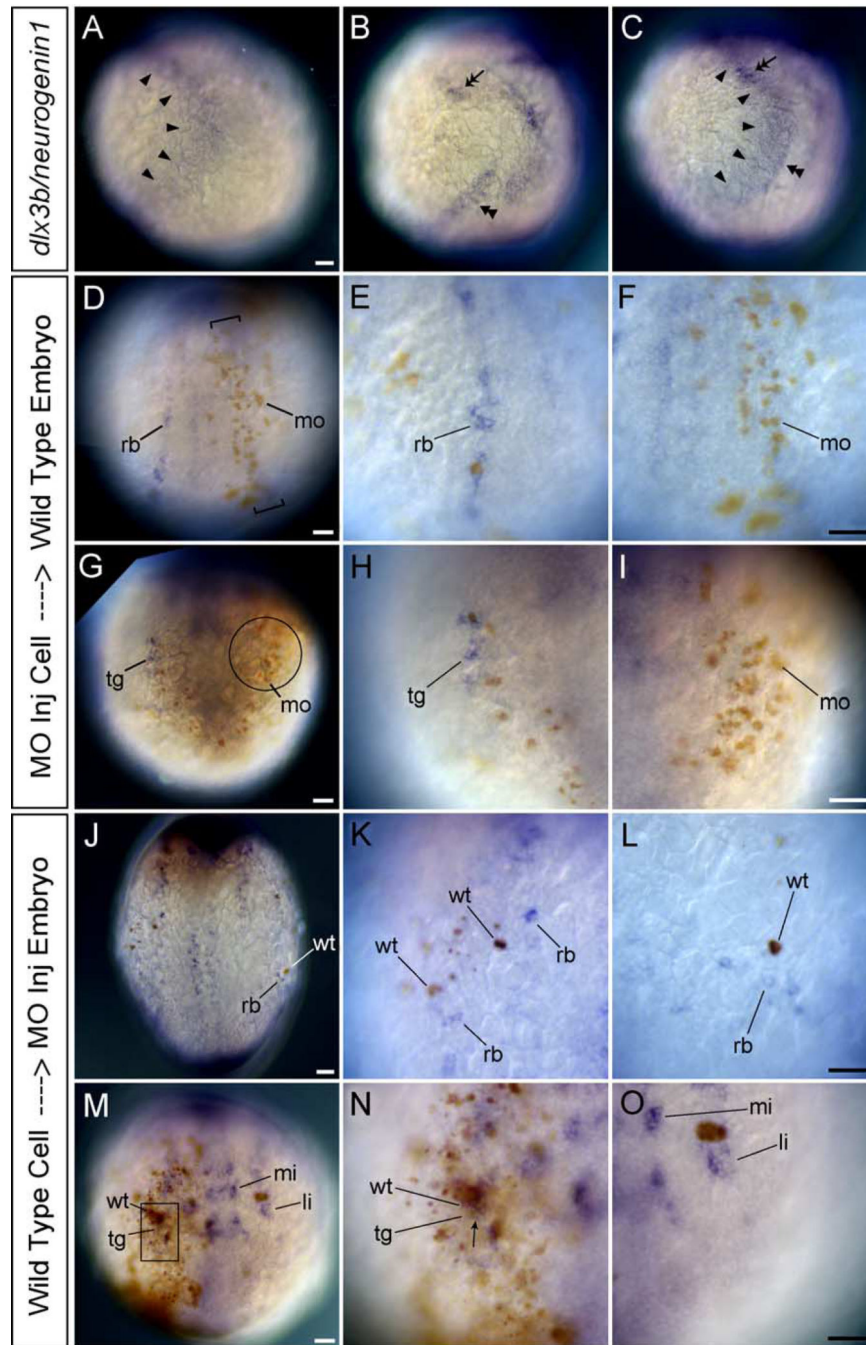 dlx3b/neurogenin1
A
B
C
MO Inj Cell ----> Wild Type Embryo
D
rb
mo
E
rb
F
mo
G
tg
mo
H
tg
I
mo
Wild Type Cell ----> MO Inj Embryo
J
wt
rb
K
wt
wt
rb
rb
L
wt
rb
M
wt
tg
mi
li
N
wt
tg
O
mi
li